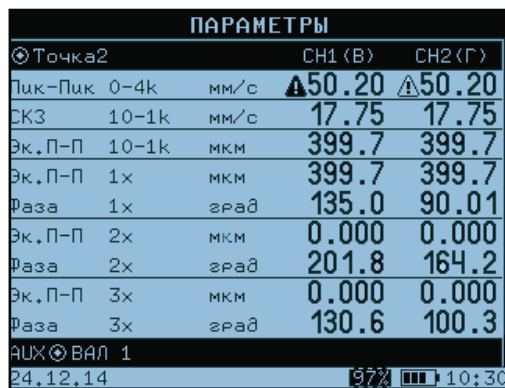 ПАРАМЕТРЫ
Точка2 CH1(В) CH2(Г)
Пик-Пик 0-4k мм/с 50.20 50.20
СКЗ 10-1k мм/с 17.75 17.75
Эк.П-П 10-1k мкм 399.7 399.7
Эк.П-П 1x мкм 399.7 399.7
Фаза 1x град 135.0 90.01
Эк.П-П 2x мкм 0.000 0.000
Фаза 2x град 201.8 164.2
Эк.П-П 3x мкм 0.000 0.000
Фаза 3x град 130.6 100.3
AUX ВАЛ 1
24.12.14 97% 10:30